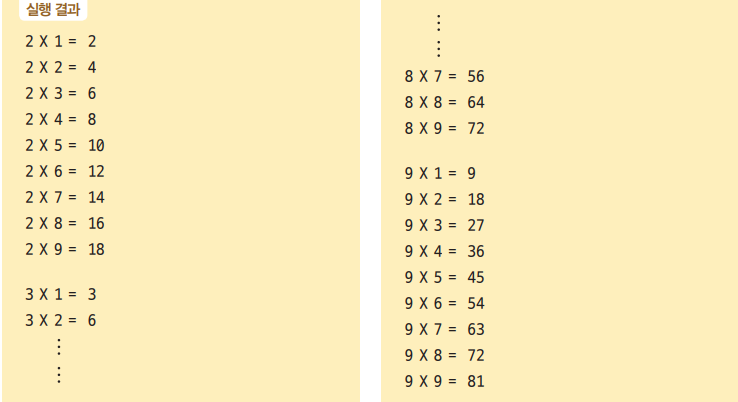 실행 결과
2 X 1 = 2
2 X 2 = 4
2 X 3 = 6
2 X 4 = 8
2 X 5 = 10
2 X 6 = 12
2 X 7 = 14
2 X 8 = 16
2 X 9 = 18
3 X 1 = 3
3 X 2 = 6
⋮
⋮
⋮
⋮
8 X 7 = 56
8 X 8 = 64
8 X 9 = 72
9 X 1 = 9
9 X 2 = 18
9 X 3 = 27
9 X 4 = 36
9 X 5 = 45
9 X 6 = 54
9 X 7 = 63
9 X 8 = 72
9 X 9 = 81